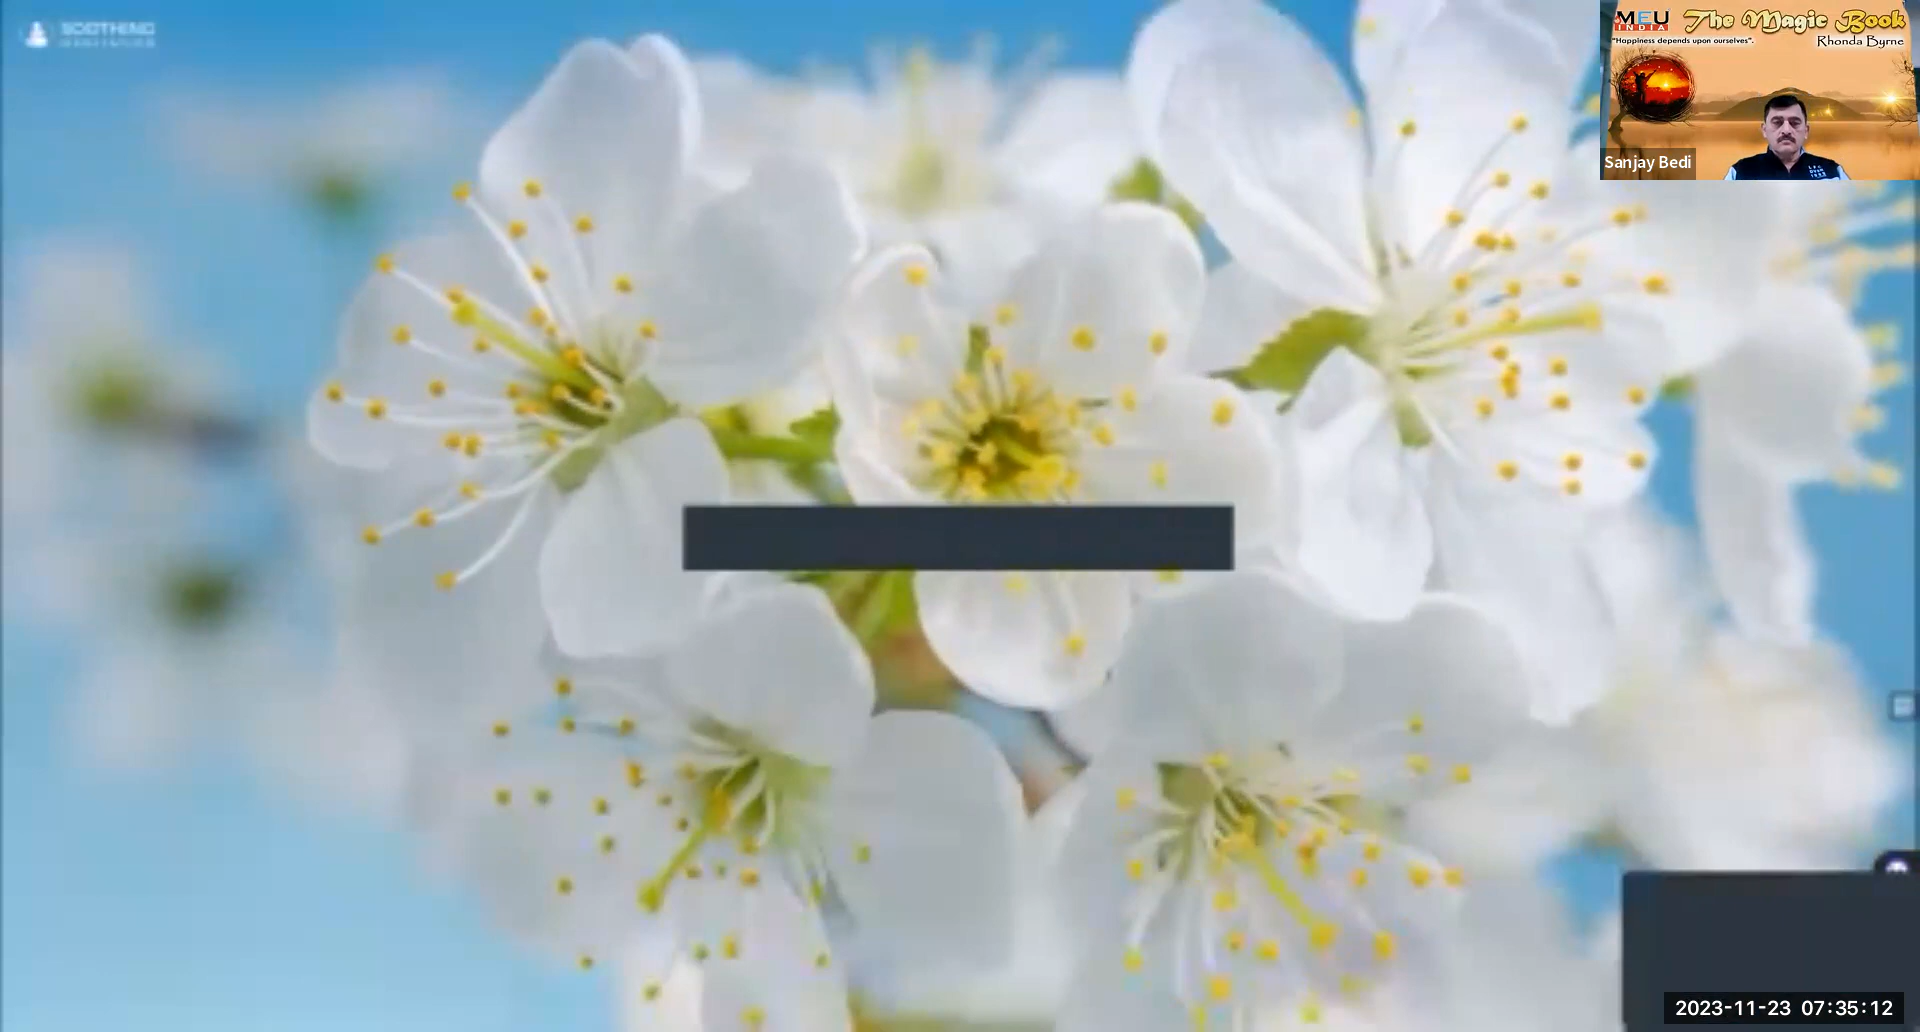 SOOTHING
MEU
INDIA
The Magic Book
"Happiness depends upon ourselves".
Rhonda Byrne
Sanjay Bedi
2023-11-23 07:35:12